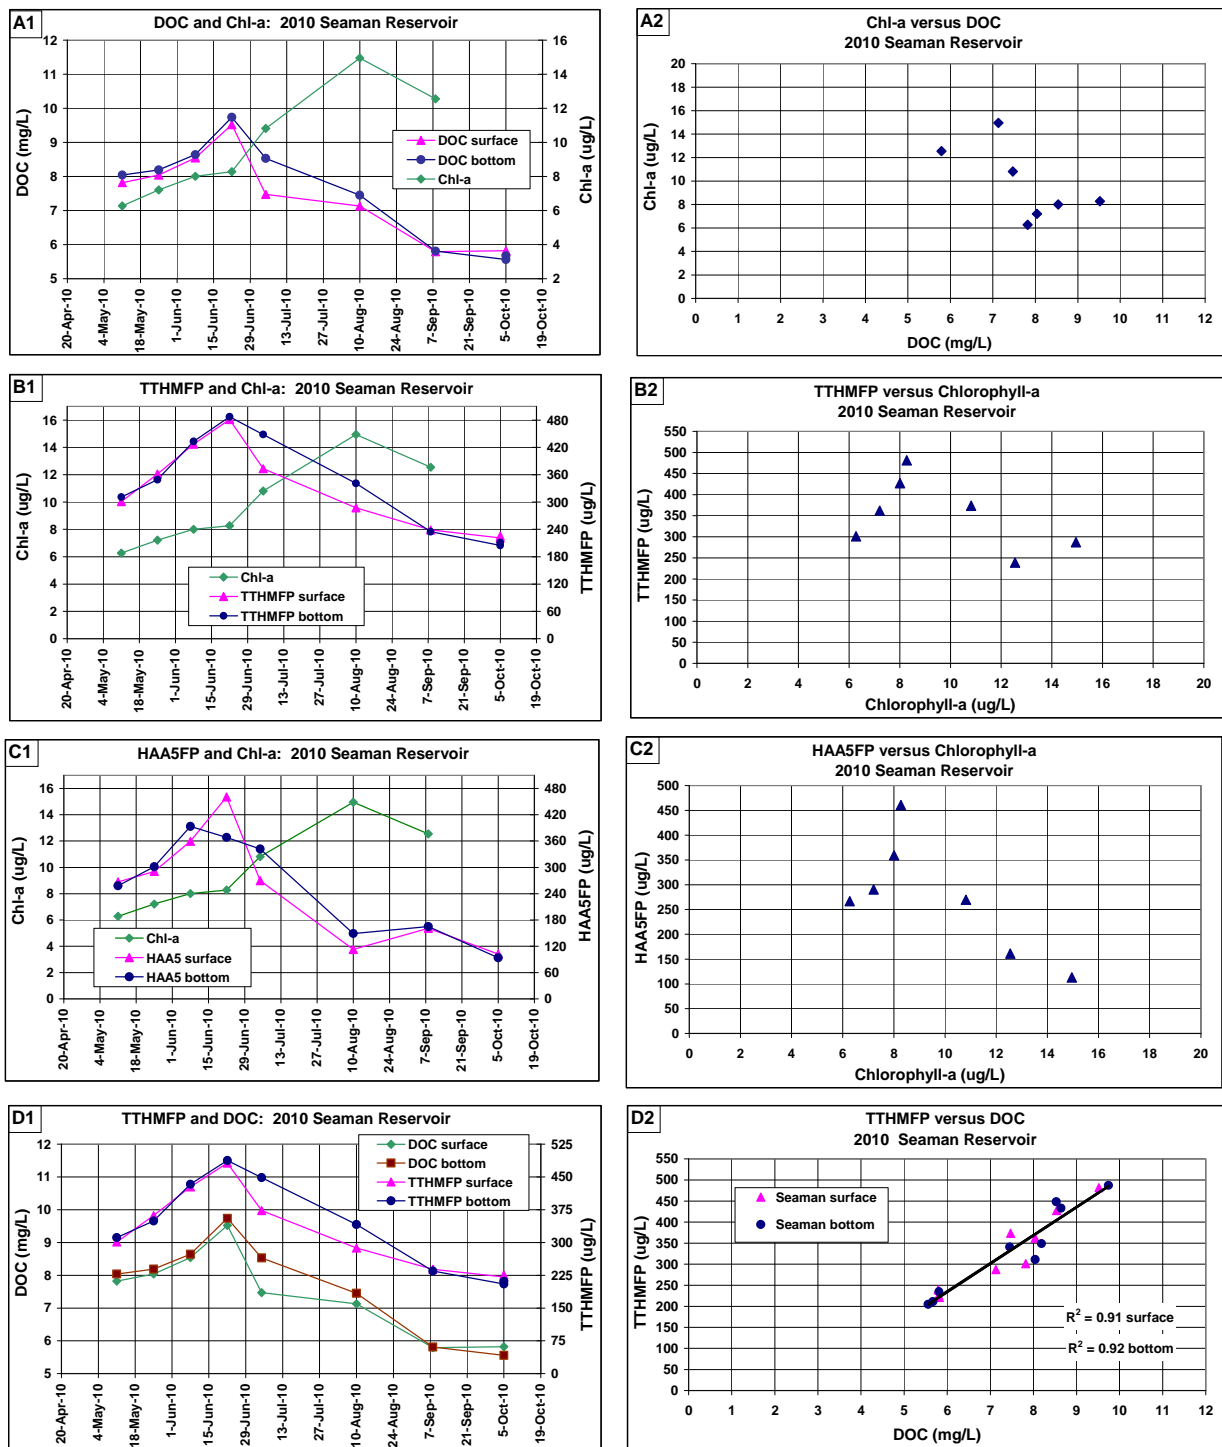 A1
DOC and Chl-a: 2010 Seaman Reservoir
12
11
10
9
8
7
6
5
DOC (mg/L)
16
14
12
10
8
6
4
2
Chl-a (ug/L)
DOC surface
DOC bottom
Chl-a
20-Apr-10
4-May-10
18-May-10
1-Jun-10
15-Jun-10
29-Jun-10
13-Jul-10
27-Jul-10
10-Aug-10
24-Aug-10
7-Sep-10
21-Sep-10
5-Oct-10
19-Oct-10
A2
Chl-a versus DOC
2010 Seaman Reservoir
20
18
16
14
12
10
8
6
4
2
0
Chl-a (ug/L)
0 1 2 3 4 5 6 7 8 9 10 11 12
DOC (mg/L)
B1
TTHMFP and Chl-a: 2010 Seaman Reservoir
16
14
12
10
8
6
4
2
0
Chl-a (ug/L)
480
420
360
300
240
180
120
60
0
TTHMFP (ug/L)
Chl-a
TTHMFP surface
TTHMFP bottom
20-Apr-10
4-May-10
18-May-10
1-Jun-10
15-Jun-10
29-Jun-10
13-Jul-10
27-Jul-10
10-Aug-10
24-Aug-10
7-Sep-10
21-Sep-10
5-Oct-10
19-Oct-10
B2
TTHMFP versus Chlorophyll-a
2010 Seaman Reservoir
550
500
450
400
350
300
250
200
150
100
50
0
TTHMFP (ug/L)
0 2 4 6 8 10 12 14 16 18 20
Chlorophyll-a (ug/L)
C1
HAA5FP and Chl-a: 2010 Seaman Reservoir
16
14
12
10
8
6
4
2
0
Chl-a (ug/L)
480
420
360
300
240
180
120
60
0
HAA5FP (ug/L)
Chl-a
HAA5 surface
HAA5 bottom
20-Apr-10
4-May-10
18-May-10
1-Jun-10
15-Jun-10
29-Jun-10
13-Jul-10
27-Jul-10
10-Aug-10
24-Aug-10
7-Sep-10
21-Sep-10
5-Oct-10
19-Oct-10
C2
HAA5FP versus Chlorophyll-a
2010 Seaman Reservoir
500
450
400
350
300
250
200
150
100
50
0
HAA5FP (ug/L)
0 2 4 6 8 10 12 14 16 18 20
Chlorophyll-a (ug/L)
D1
TTHMFP and DOC: 2010 Seaman Reservoir
12
11
10
9
8
7
6
5
DOC (mg/L)
525
450
375
300
225
150
75
0
TTHMFP (ug/L)
DOC surface
DOC bottom
TTHMFP surface
TTHMFP bottom
20-Apr-10
4-May-10
18-May-10
1-Jun-10
15-Jun-10
29-Jun-10
13-Jul-10
27-Jul-10
10-Aug-10
24-Aug-10
7-Sep-10
21-Sep-10
5-Oct-10
19-Oct-10
D2
TTHMFP versus DOC
2010 Seaman Reservoir
550
500
450
400
350
300
250
200
150
100
50
0
TTHMFP (ug/L)
Seaman surface
Seaman bottom
R² = 0.91 surface
R² = 0.92 bottom
0 1 2 3 4 5 6 7 8 9 10 11 12
DOC (mg/L)